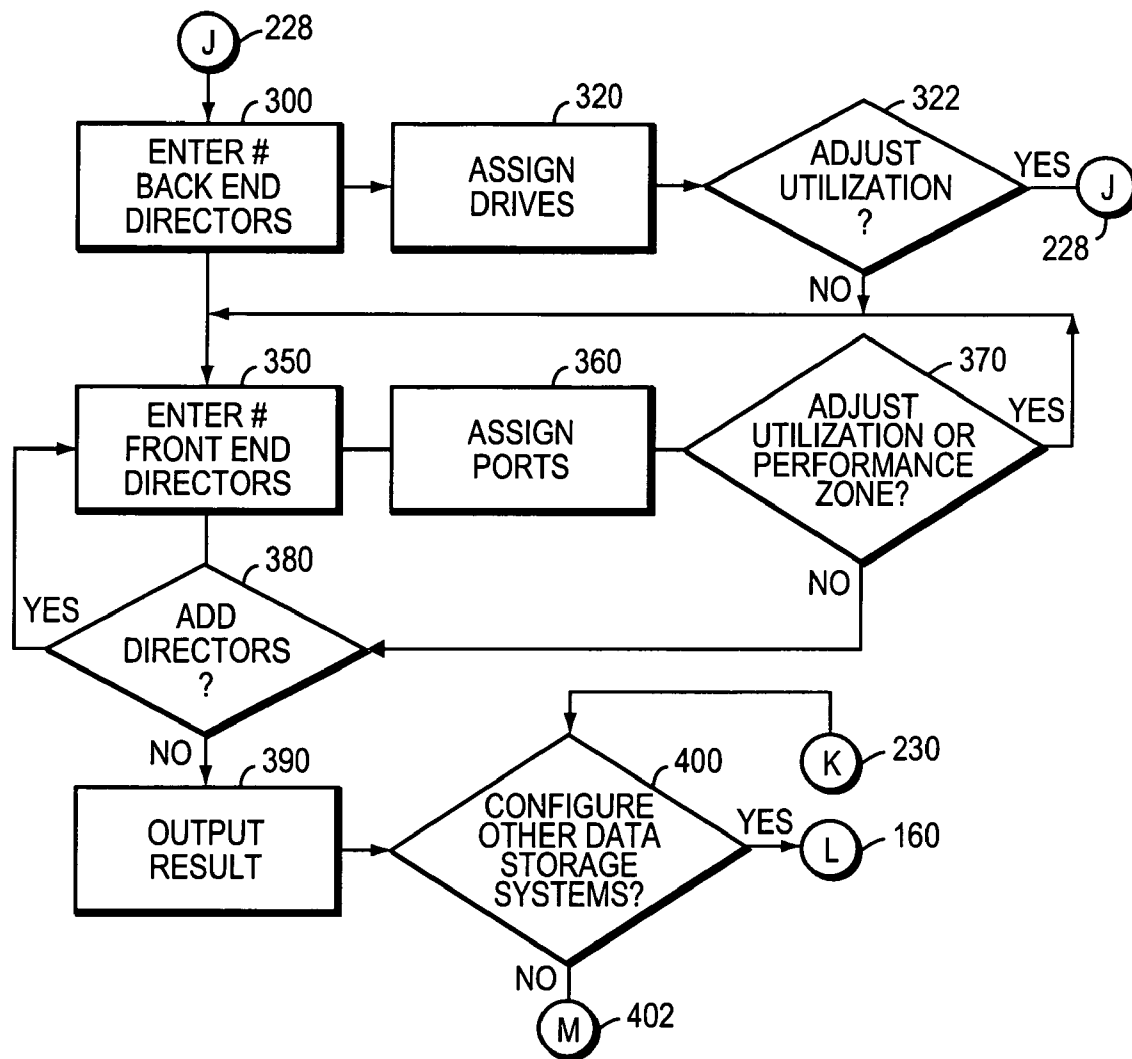 J
228
300
ENTER #
BACK END
DIRECTORS
320
ASSIGN
DRIVES
322
ADJUST
UTILIZATION
?
YES
J
228
NO
350
ENTER #
FRONT END
DIRECTORS
360
ASSIGN
PORTS
370
ADJUST
UTILIZATION OR
PERFORMANCE
ZONE?
YES
NO
380
ADD
DIRECTORS
?
YES
NO
390
OUTPUT
RESULT
400
CONFIGURE
OTHER DATA
STORAGE
SYSTEMS?
K
230
YES
L
160
NO
M
402